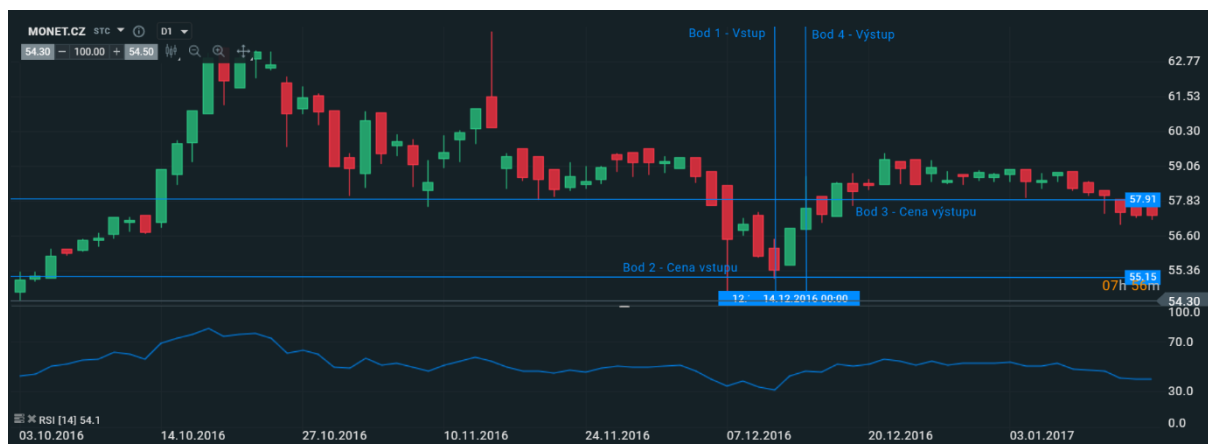 MONET.CZ STC D1
54.30 − 100.00 + 54.50
Bod 1 - Vstup
Bod 4 - Výstup
62.77
61.53
60.30
59.06
57.91
57.83
Bod 3 - Cena výstupu
56.60
Bod 2 - Cena vstupu
55.36
55.15
07h 56m
12. 14.12.2016 00:00
54.30
100.0
70.0
30.0
RSI [14] 54.1
0.0
03.10.2016 14.10.2016 27.10.2016 10.11.2016 24.11.2016 07.12.2016 20.12.2016 03.01.2017